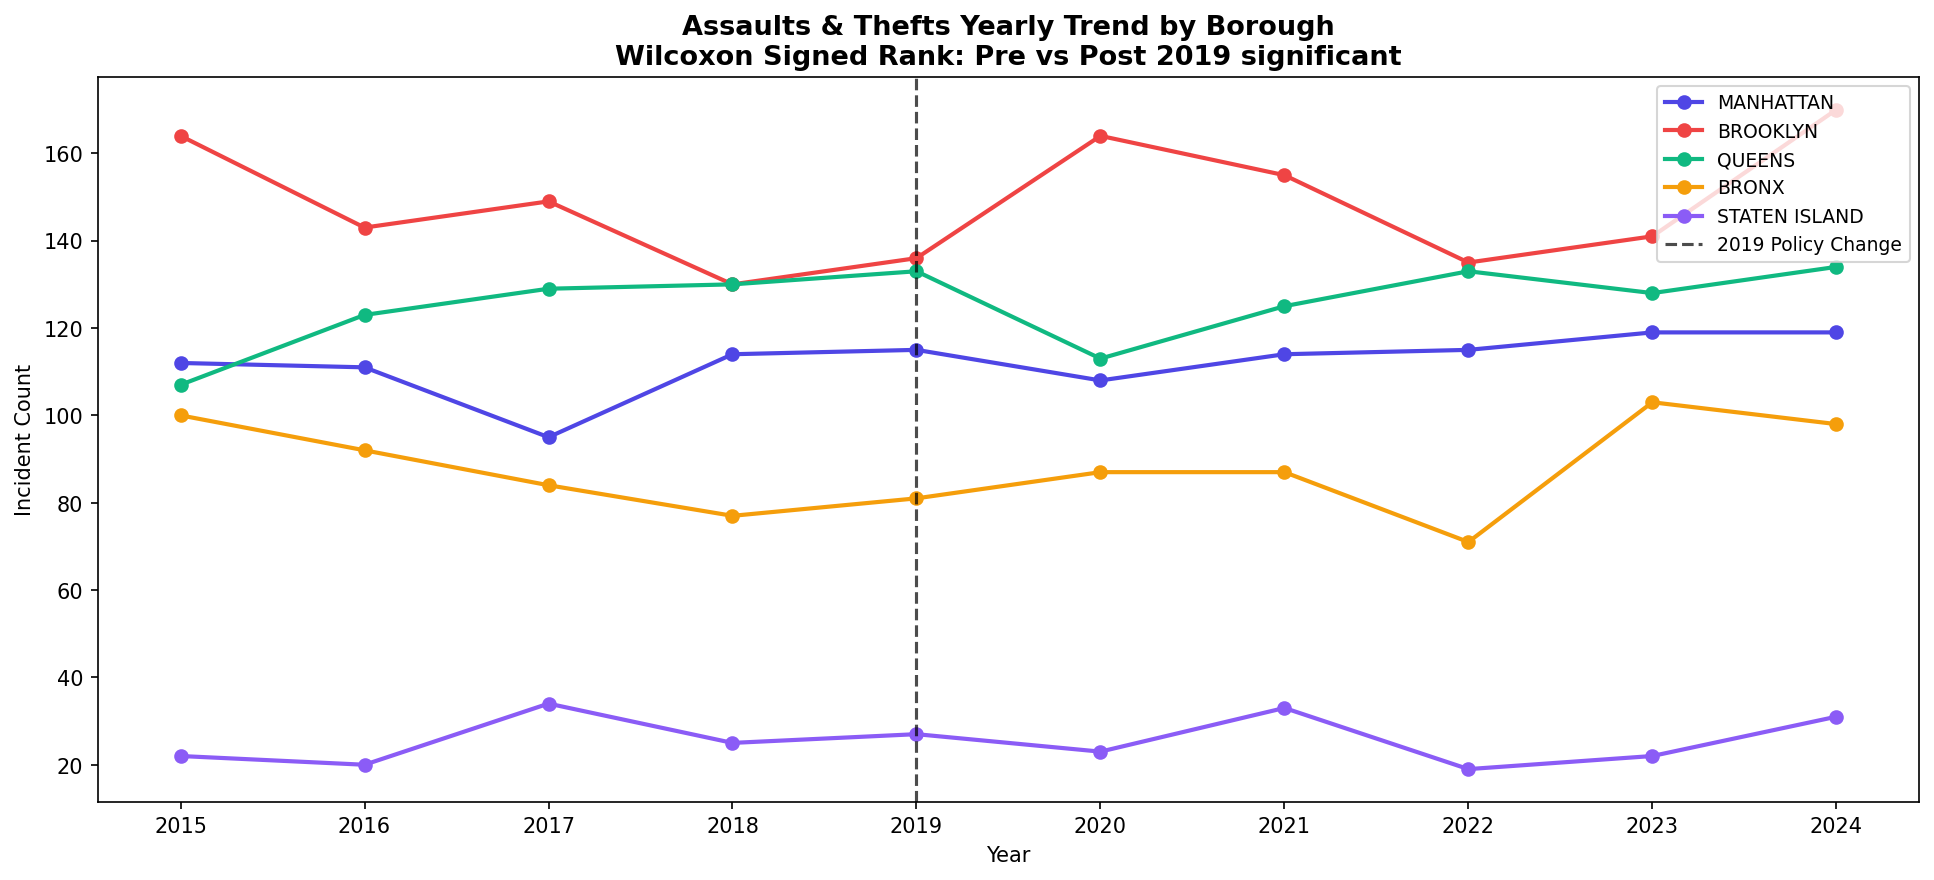 Assaults & Thefts Yearly Trend by Borough
Wilcoxon Signed Rank: Pre vs Post 2019 significant
MANHATTAN
BROOKLYN
QUEENS
BRONX
STATEN ISLAND
2019 Policy Change
Incident Count
160
140
120
100
80
60
40
20
2015 2016 2017 2018 2019 2020 2021 2022 2023 2024
Year